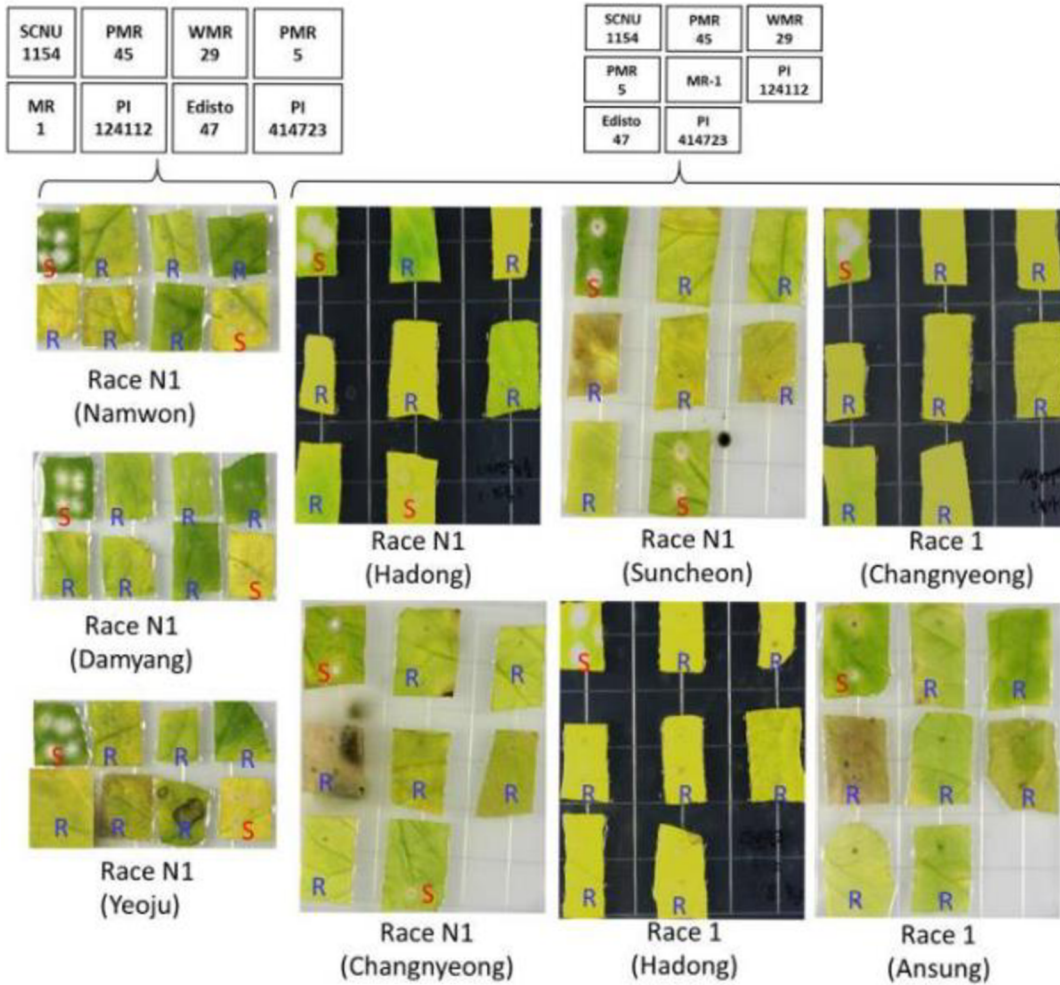 SCNU
1154
PMR
45
WMR
29
PMR
5
MR
1
PI
124112
Edisto
47
PI
414723
SCNU
1154
PMR
45
WMR
29
PMR
5
MR-1
PI
124112
Edisto
47
PI
414723
S
R
R
R
R
R
R
S
Race N1
(Namwon)
S
R
R
R
R
R
R
S
Race N1
(Damyang)
S
R
R
R
R
R
R
S
Race N1
(Yeoju)
S
R
R
R
R
R
R
S
Race N1
(Hadong)
S
R
R
R
R
R
R
S
Race N1
(Suncheon)
S
R
R
R
R
R
R
R
Race 1
(Changnyeong)
S
R
R
R
R
R
R
S
Race N1
(Changnyeong)
S
R
R
R
R
R
R
R
Race 1
(Hadong)
S
R
R
R
R
R
R
R
Race 1
(Ansung)